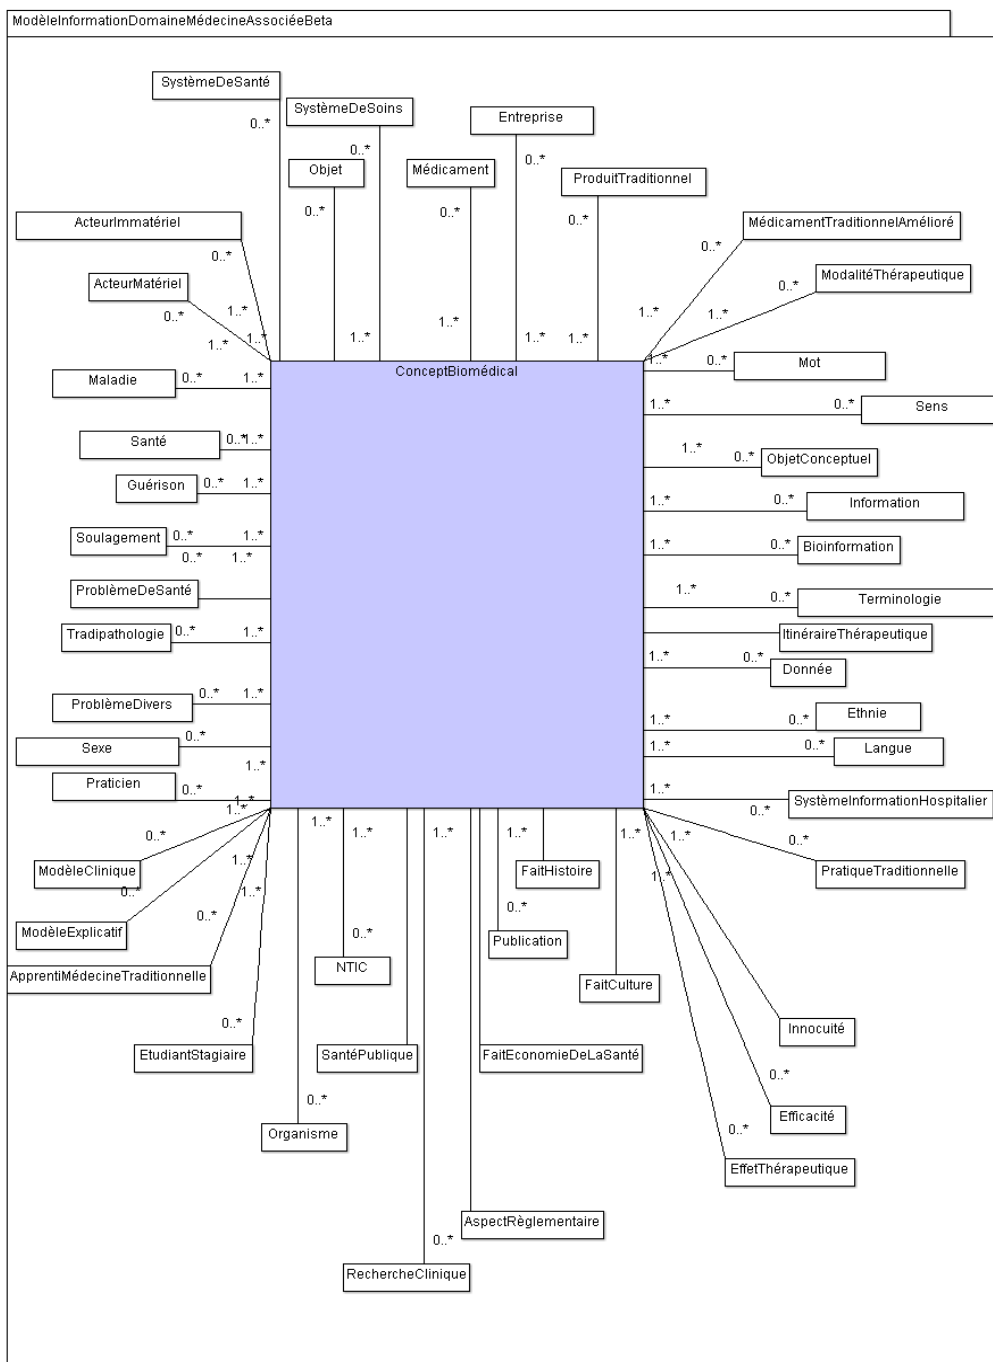 ModèleInformationDomaineMédecineAssociéeBeta
SystèmeDeSanté
0..*
SystèmeDeSoins
0..*
Entreprise
0..*
Objet
0..*
Médicament
0..*
ProduitTraditionnel
0..*
ActeurImmatériel
0..*
MédicamentTraditionnelAmélioré
0..*
ActeurMatériel
0..*
ModalitéThérapeutique
0..*
1..*
1..*
1..*
1..*
1..*
1..*
1..*
1..*
1..*
1..*
ConceptBiomédical
1..*
0..*
Mot
Maladie
0..*
1..*
1..*
0..*
Sens
Santé
0..*
1..*
1..*
0..*
ObjetConceptuel
Guérison
0..*
1..*
1..*
0..*
Information
Soulagement
0..*
1..*
1..*
0..*
Bioinformation
0..*
1..*
ProblèmeDeSanté
1..*
0..*
Terminologie
Tradipathologie
0..*
1..*
ItinéraireThérapeutique
1..*
0..*
Donnée
ProblèmeDivers
0..*
1..*
1..*
0..*
Ethnie
Sexe
0..*
1..*
1..*
0..*
Langue
Praticien
0..*
1..*
1..*
1..*
0..*
SystèmeInformationHospitalier
ModèleClinique
0..*
1..*
1..*
1..*
1..*
1..*
1..*
1..*
0..*
PratiqueTraditionnelle
FaitHistoire
1..*
1..*
0..*
ModèleExplicatif
0..*
0..*
Publication
ApprentiMédecineTraditionnelle
0..*
NTIC
FaitCulture
0..*
EtudiantStagiaire
SantéPublique
FaitEconomieDeLaSanté
Innocuité
0..*
Organisme
0..*
Efficacité
0..*
EffetThérapeutique
AspectRèglementaire
0..*
RechercheClinique